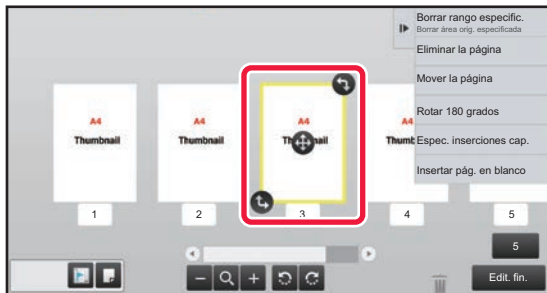 Borrar rango especific.
Borrar área orig. especificada
Eliminar la página
Mover la página
Rotar 180 grados
Espec. inserciones cap.
Insertar pág. en blanco
A4
Thumbnail
A4
Thumbnail
A4
A4
1
2
3
4
5
5
Edit. fin.